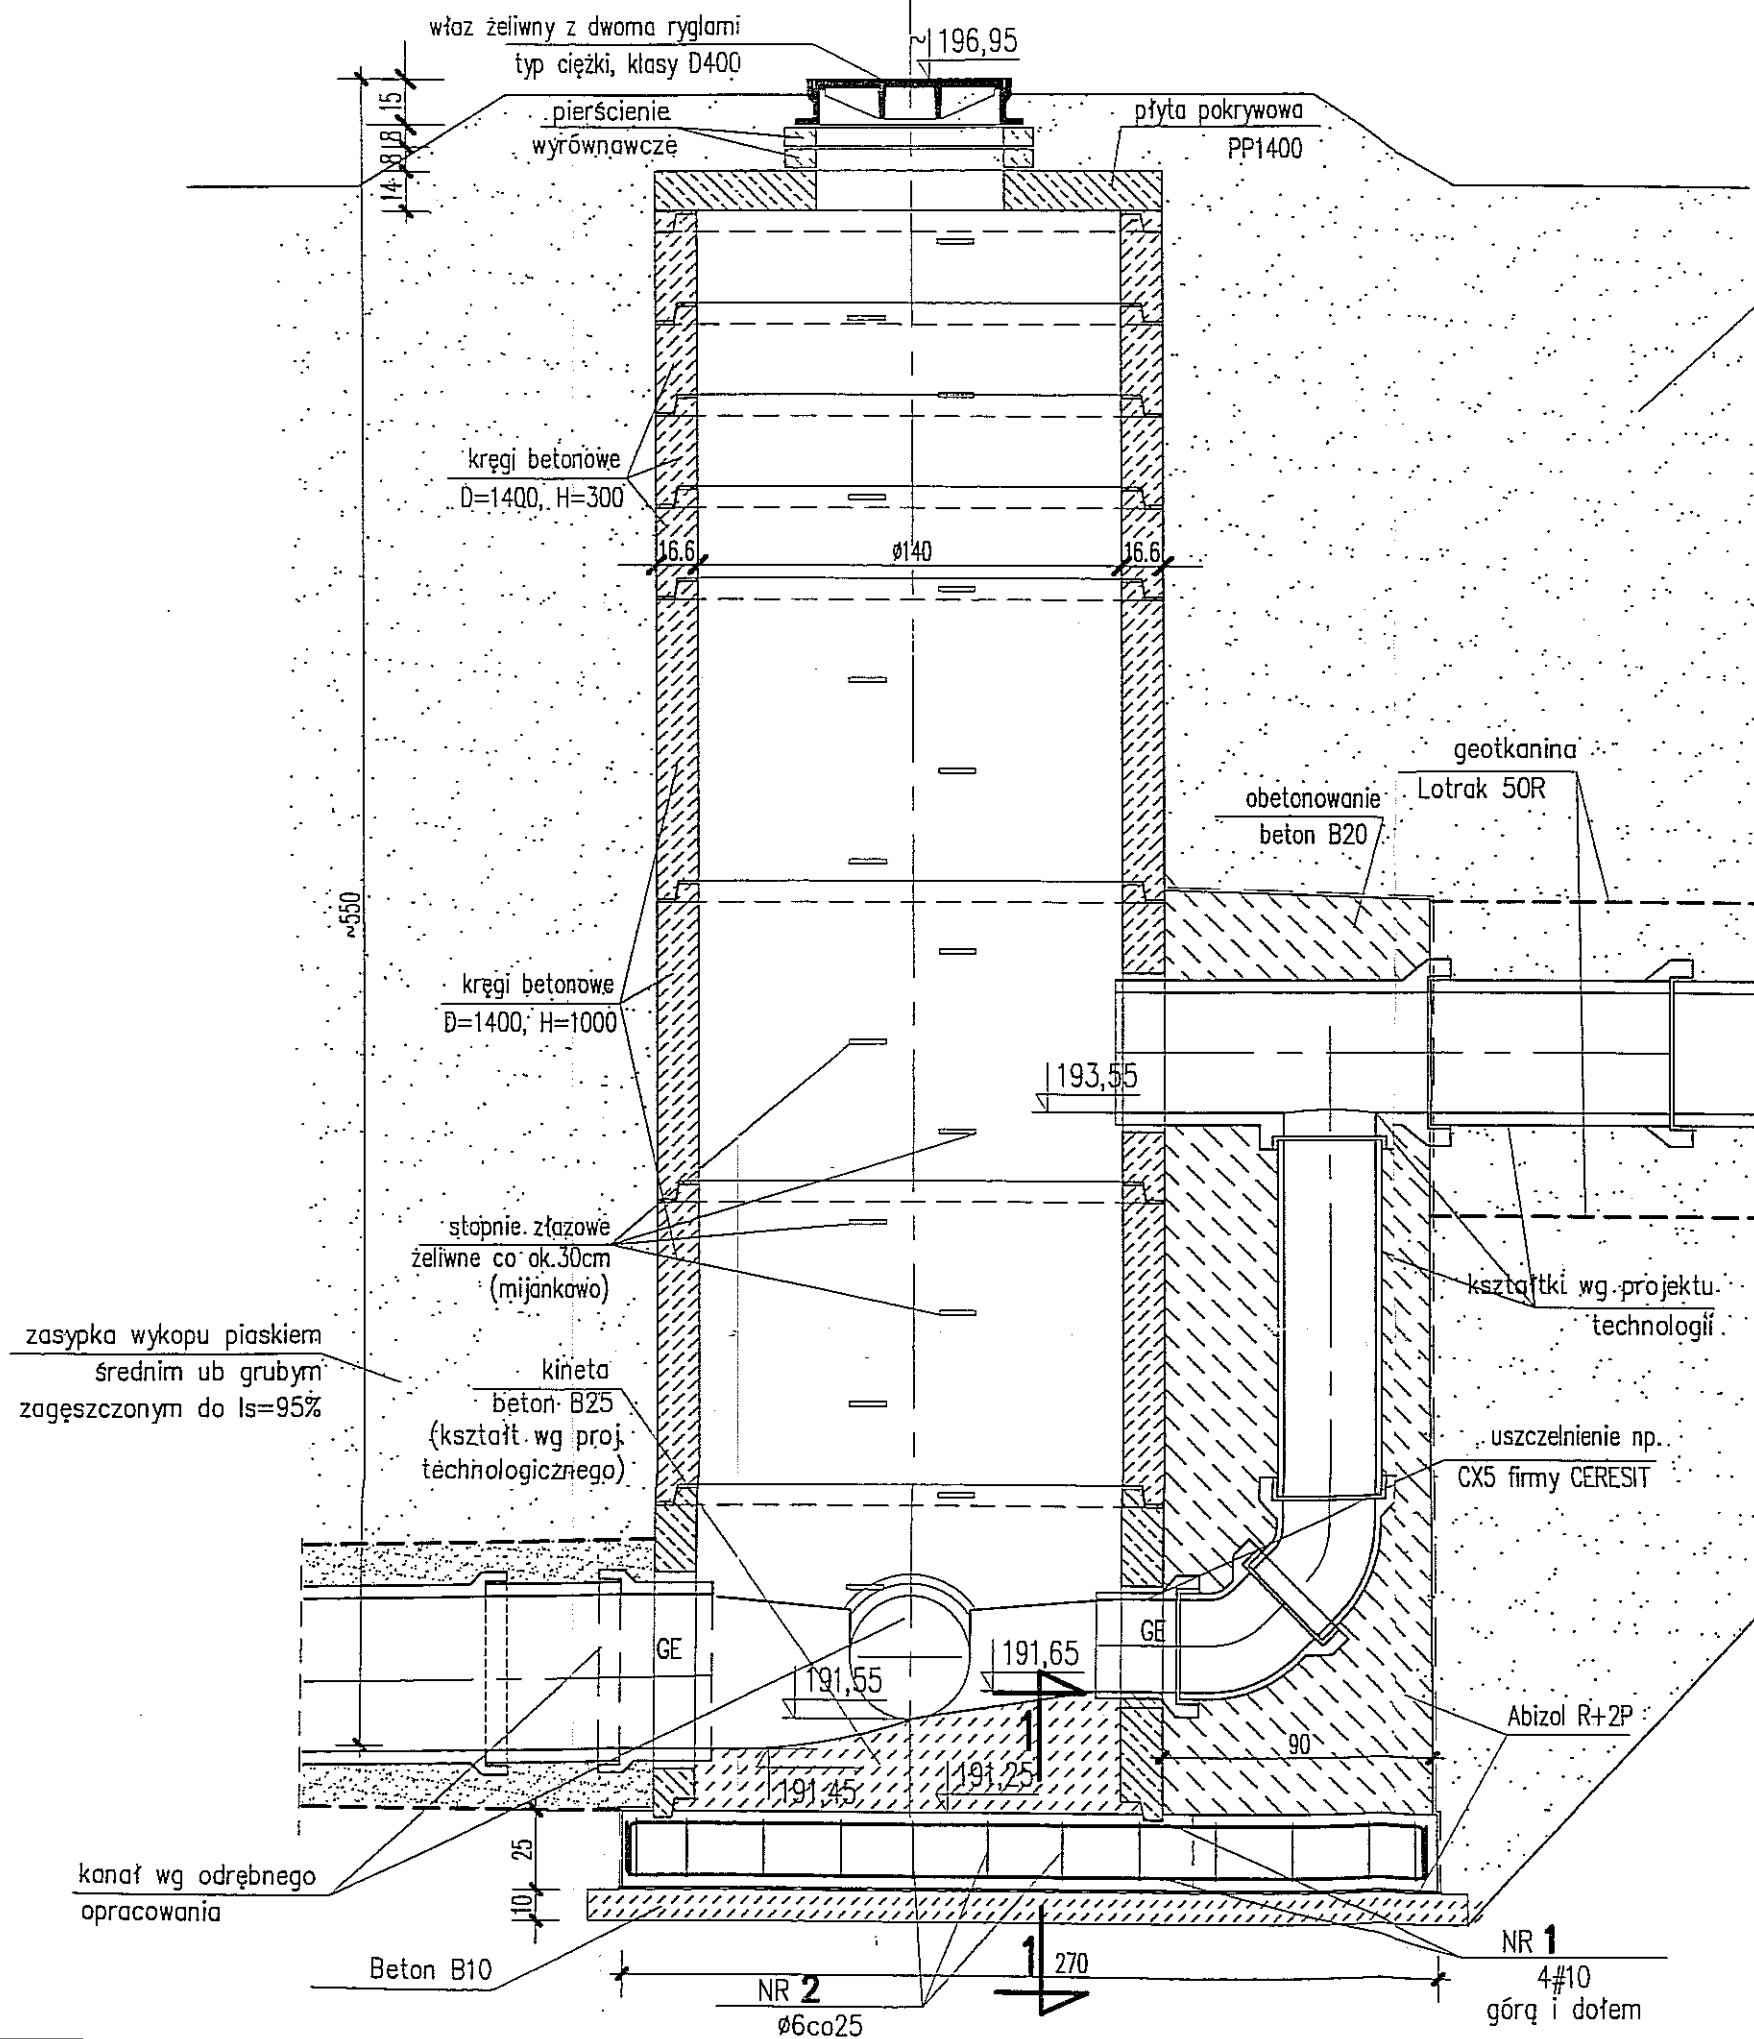 właz żeliwny z dwoma ryglami
typ ciężki, klasy D400
~196,95
15
8
8
14
pierścienie
wyrównawcze
płyta pokrywowa
PP1400
kręgi betonowe
D=1400, H=300
16.6
ø140
16.6
geotkanina
Lotrak 50R
obetonowanie
beton B20
~550
kręgi betonowe
D=1400, H=1000
193,55
stopnie złazowe
żeliwne co ok.30cm
(mijankowo)
kształtki wg projektu
technologii
zasypka wykopu piaskiem
średnim ub grubym
zagęszczonym do Is=95%
kineta
beton B25
(kształt wg proj.
technologicznego)
uszczelnienie np.
CX5 firmy CERESIT
GE
GE
191,55
191,65
1
191,45
191,25
90
Abizol R+2P
25
10
kanał wg odrębnego
opracowania
Beton B10
NR 2
ø6co25
1
270
NR 1
4#10
górą i dołem